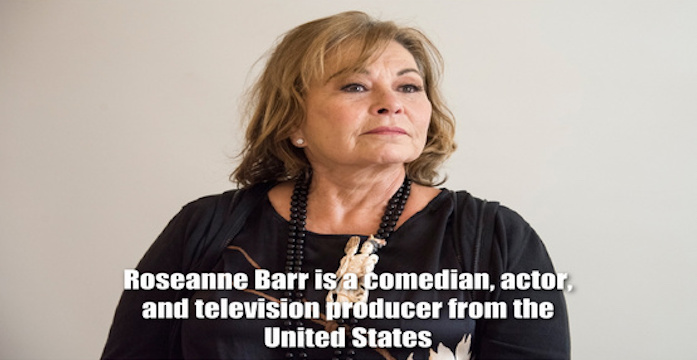 Roseanne Barr is a comedian, actor,
and television producer from the
United States